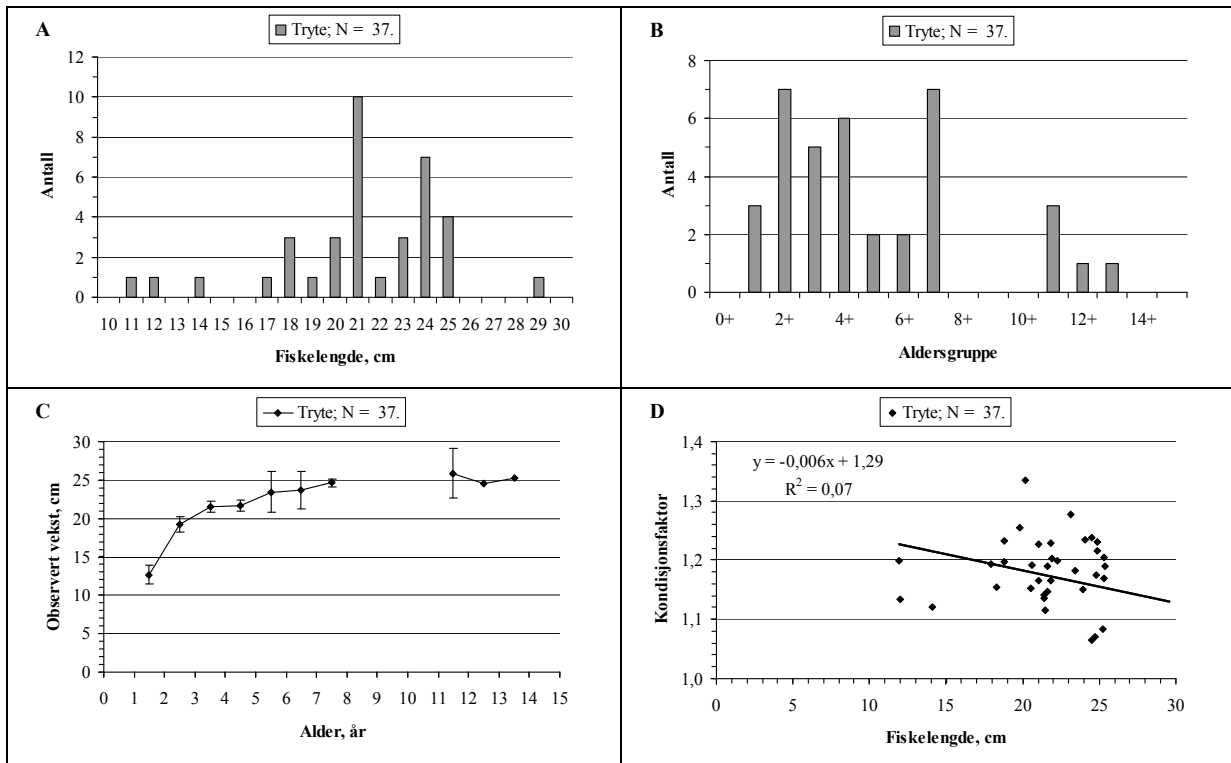 A
Tryte; N = 37.
12
10
8
6
4
2
0
Antall
10 11 12 13 14 15 16 17 18 19 20 21 22 23 24 25 26 27 28 29 30
Fiskelengde, cm
B
Tryte; N = 37.
8
6
4
2
0
Antall
0+ 2+ 4+ 6+ 8+ 10+ 12+ 14+
Aldersgruppe
C
Tryte; N = 37.
30
25
20
15
10
5
0
Observert vekst, cm
0 1 2 3 4 5 6 7 8 9 10 11 12 13 14 15
Alder, år
D
Tryte; N = 37.
y = -0,006x + 1,29
R² = 0,07
1,4
1,3
1,2
1,1
1,0
Kondisjonsfaktor
0 5 10 15 20 25 30
Fiskelengde, cm